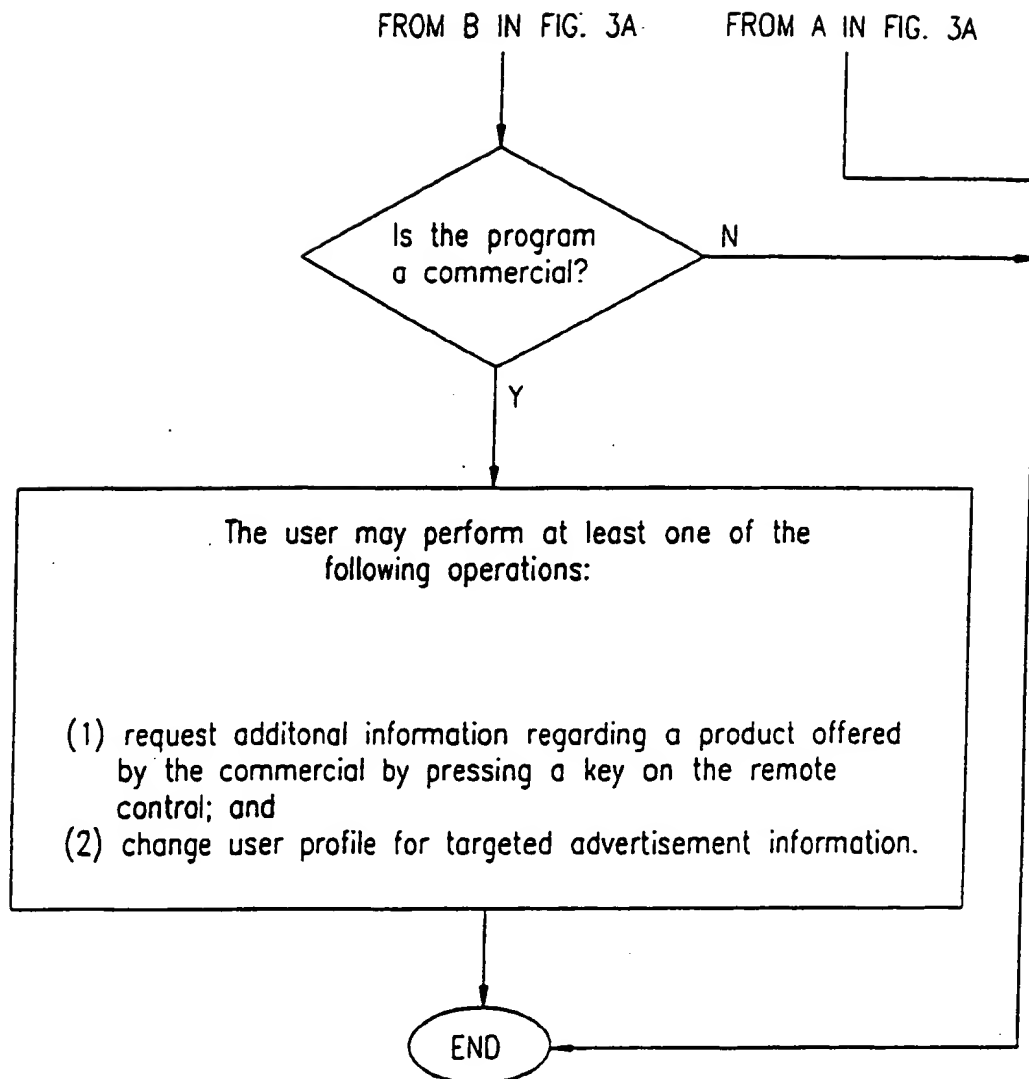 FROM B IN FIG. 3A
FROM A IN FIG. 3A
Is the program
a commercial?
N
Y
The user may perform at least one of the
following operations:
(1) request additonal information regarding a product offered
by the commercial by pressing a key on the remote
control; and
(2) change user profile for targeted advertisement information.
END